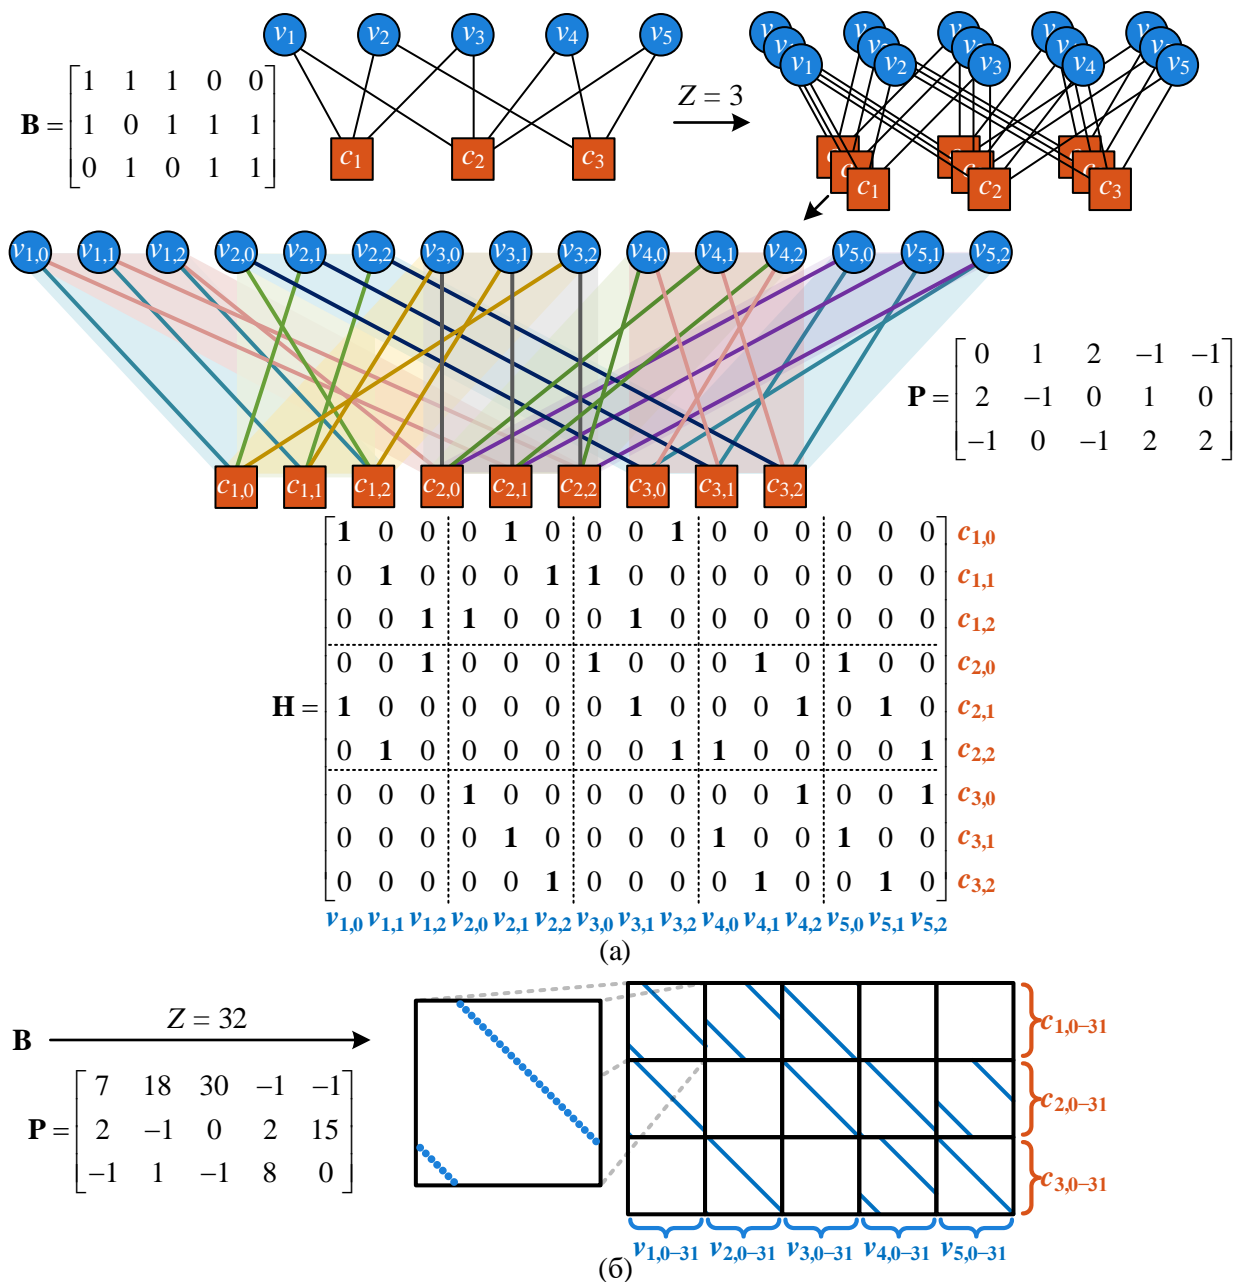 v1 v2 v3 v4 v5
B = [1 1 1 0 0
1 0 1 1 1
0 1 0 1 1]
c1 c2 c3
Z = 3
v v v v v
v1 v2 v3 v4 v5
c1 c2 c3
v1,0 v1,1 v1,2 v2,0 v2,1 v2,2 v3,0 v3,1 v3,2 v4,0 v4,1 v4,2 v5,0 v5,1 v5,2
P = [0 1 2 −1 −1
2 −1 0 1 0
−1 0 −1 2 2]
c1,0 c1,1 c1,2 c2,0 c2,1 c2,2 c3,0 c3,1 c3,2
H =
1 0 0 0 1 0 0 0 1 0 0 0 0 0 0 c1,0
0 1 0 0 0 1 1 0 0 0 0 0 0 0 0 c1,1
0 0 1 1 0 0 0 1 0 0 0 0 0 0 0 c1,2
0 0 1 0 0 0 1 0 0 0 1 0 1 0 0 c2,0
1 0 0 0 0 0 0 1 0 0 0 1 0 1 0 c2,1
0 1 0 0 0 0 0 0 1 1 0 0 0 0 1 c2,2
0 0 0 1 0 0 0 0 0 0 0 1 0 0 1 c3,0
0 0 0 0 1 0 0 0 0 1 0 0 1 0 0 c3,1
0 0 0 0 0 1 0 0 0 0 1 0 0 1 0 c3,2
v1,0 v1,1 v1,2 v2,0 v2,1 v2,2 v3,0 v3,1 v3,2 v4,0 v4,1 v4,2 v5,0 v5,1 v5,2
(а)
B Z = 32
P = [7 18 30 −1 −1
2 −1 0 2 15
−1 1 −1 8 0]
c1,0−31
c2,0−31
c3,0−31
v1,0−31 v2,0−31 v3,0−31 v4,0−31 v5,0−31
(б)